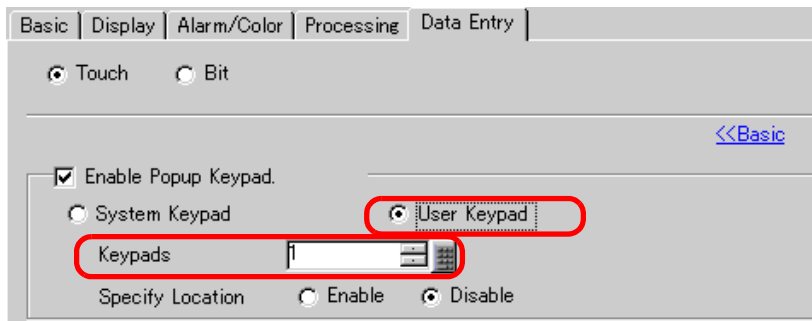 Basic Display Alarm/Color Processing Data Entry
Touch Bit
<<Basic
Enable Popup Keypad.
System Keypad User Keypad
Keypads 1
Specify Location Enable Disable